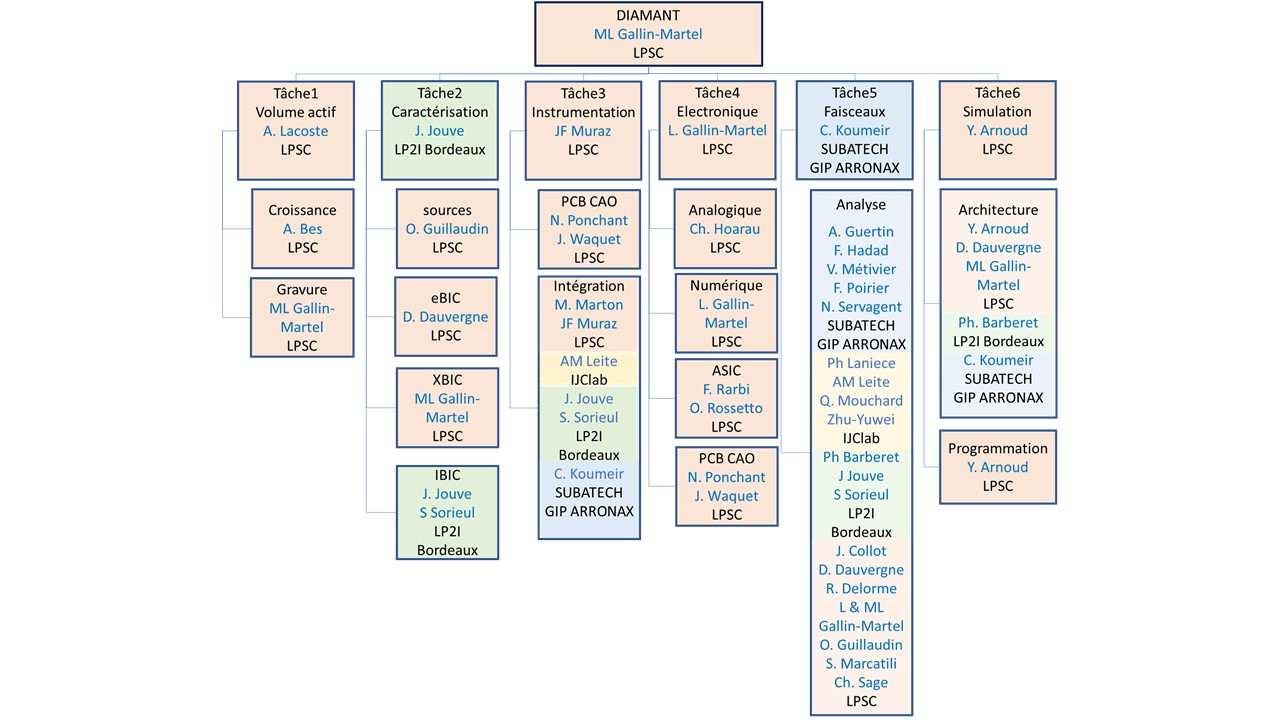 DIAMANT
ML Gallin-Martel
LPSC
Tâche1
Volume actif
A. Lacoste
LPSC
Croissance
A. Bes
LPSC
Gravure
ML Gallin-
Martel
LPSC
Tâche2
Caractérisation
J. Jouve
LP2I Bordeaux
sources
O. Guillaudin
LPSC
eBIC
D. Dauvergne
LPSC
XBIC
ML Gallin-
Martel
LPSC
IBIC
J. Jouve
S Sorieul
LP2I
Bordeaux
Tâche3
Instrumentation
JF Muraz
LPSC
PCB CAO
N. Ponchant
J. Waquet
LPSC
Intégration
M. Marton
JF Muraz
LPSC
AM Leite
IJClab
J. Jouve
S. Sorieul
LP2I
Bordeaux
C. Koumeir
SUBATECH
GIP ARRONAX
Tâche4
Electronique
L. Gallin-Martel
LPSC
Analogique
Ch. Hoarau
LPSC
Numérique
L. Gallin-
Martel
LPSC
ASIC
F. Rarbi
O. Rossetto
LPSC
PCB CAO
N. Ponchant
J. Waquet
LPSC
Tâche5
Faisceaux
C. Koumeir
SUBATECH
GIP ARRONAX
Analyse
A. Guertin
F. Hadad
V. Métivier
F. Poirier
N. Servagent
SUBATECH
GIP ARRONAX
Ph Laniece
AM Leite
Q. Mouchard
Zhu-Yuwei
IJClab
Ph Barberet
J Jouve
S Sorieul
LP2I
Bordeaux
J. Collot
D. Dauvergne
R. Delorme
L & ML
Gallin-Martel
O. Guillaudin
S. Marcatili
Ch. Sage
LPSC
Tâche6
Simulation
Y. Arnoud
LPSC
Architecture
Y. Arnoud
D. Dauvergne
ML Gallin-
Martel
LPSC
Ph. Barberet
LP2I Bordeaux
C. Koumeir
SUBATECH
GIP ARRONAX
Programmation
Y. Arnoud
LPSC